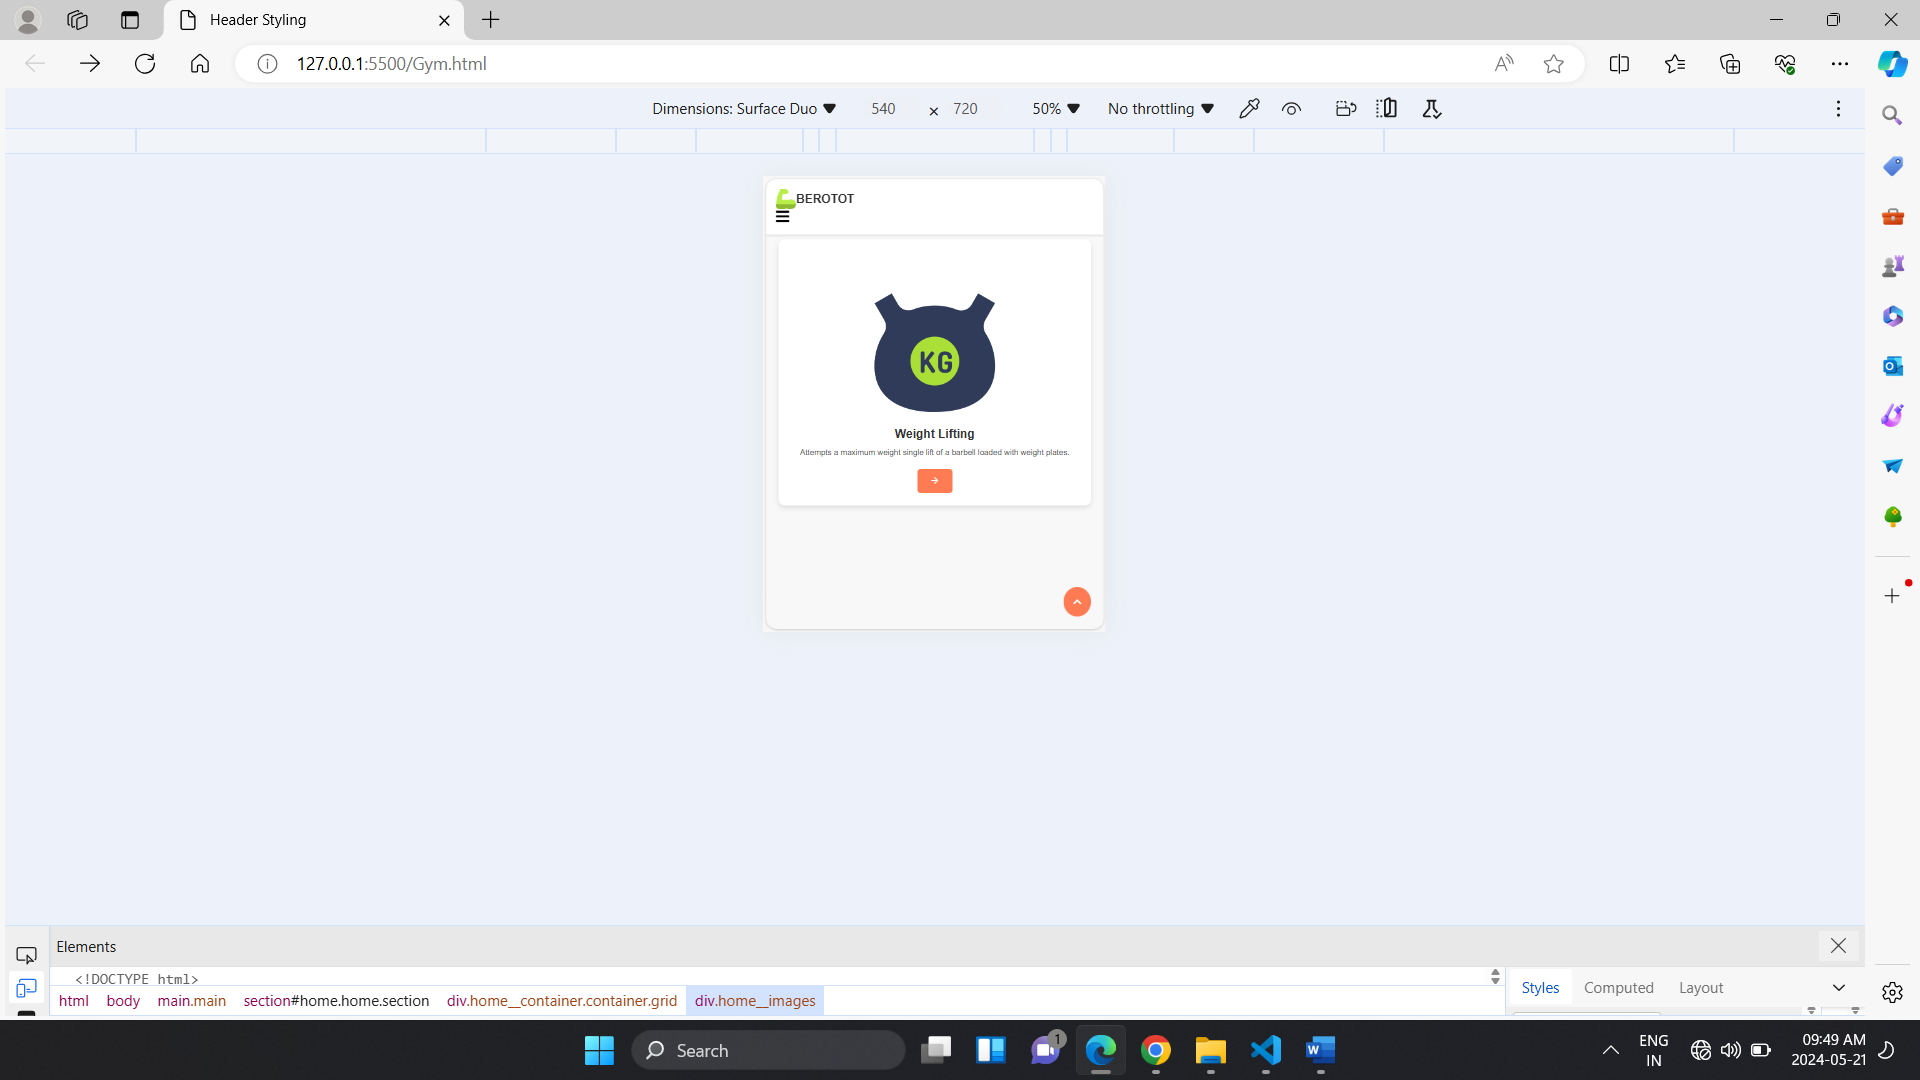 Header Styling
127.0.0.1:5500/Gym.html
Dimensions: Surface Duo 540 × 720 50% No throttling
BEROTOT
KG
Weight Lifting
Attempts a maximum weight single lift of a barbell loaded with weight plates.
Elements
<!DOCTYPE html>
html body main.main section#home.home.section div.home__container.container.grid div.home__images
Styles Computed Layout
Search
1
ENG
IN
09:49 AM
2024-05-21